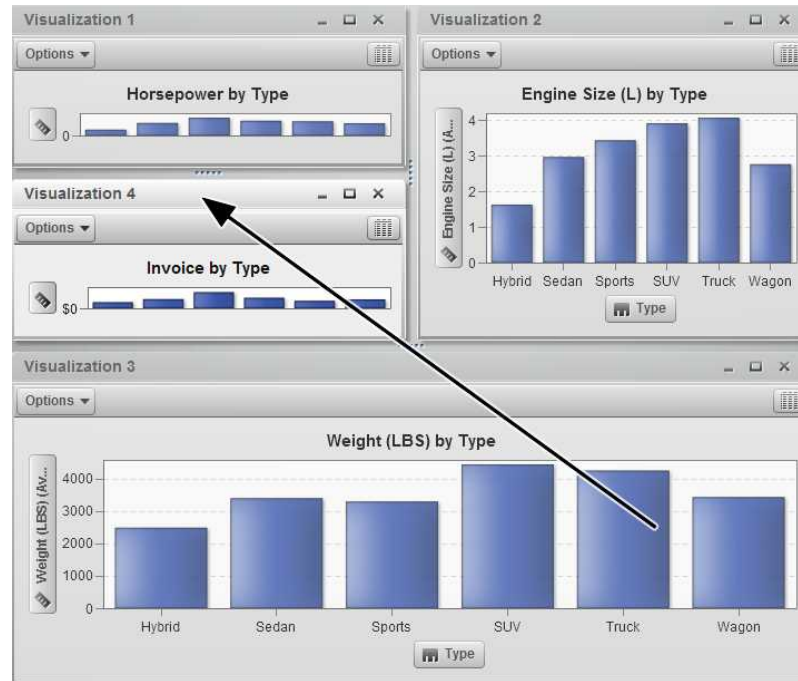 Visualization 1
Options
Horsepower by Type
0
Visualization 2
Options
Engine Size (L) by Type
Engine Size (L) (A...
4
3
2
1
0
Hybrid Sedan Sports SUV Truck Wagon
Type
Visualization 4
Options
Invoice by Type
$0
Visualization 3
Options
Weight (LBS) by Type
Weight (LBS) (Av...
4000
3000
2000
1000
0
Hybrid Sedan Sports SUV Truck Wagon
Type